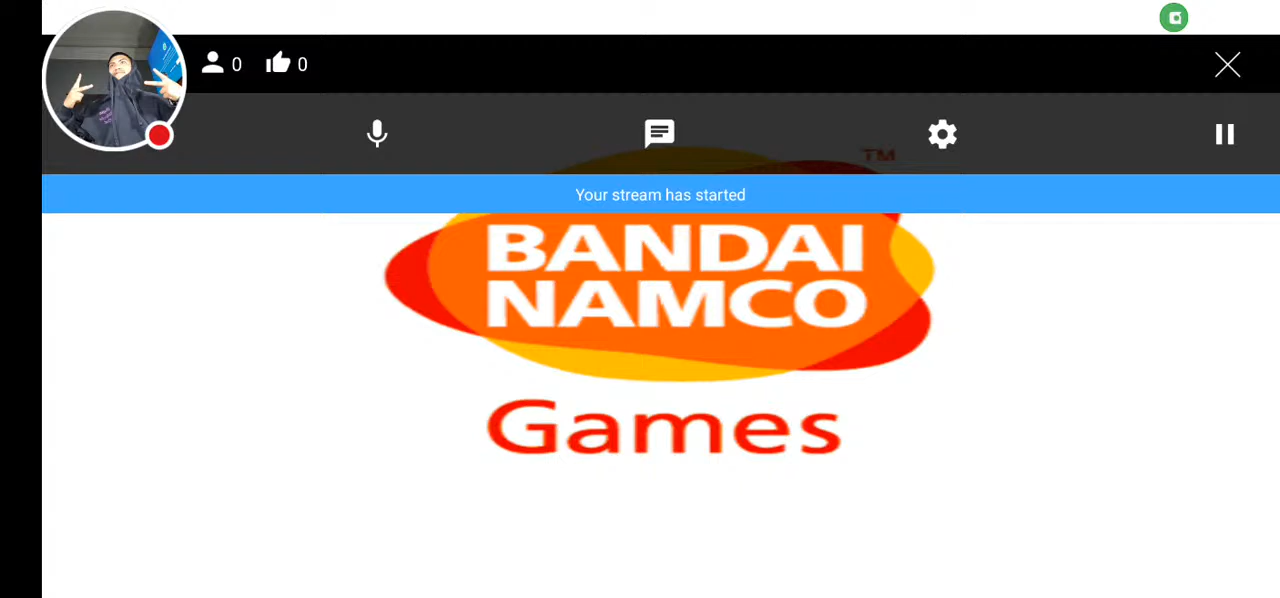 0 0
Your stream has started
TM
BANDAI
NAMCO
Games